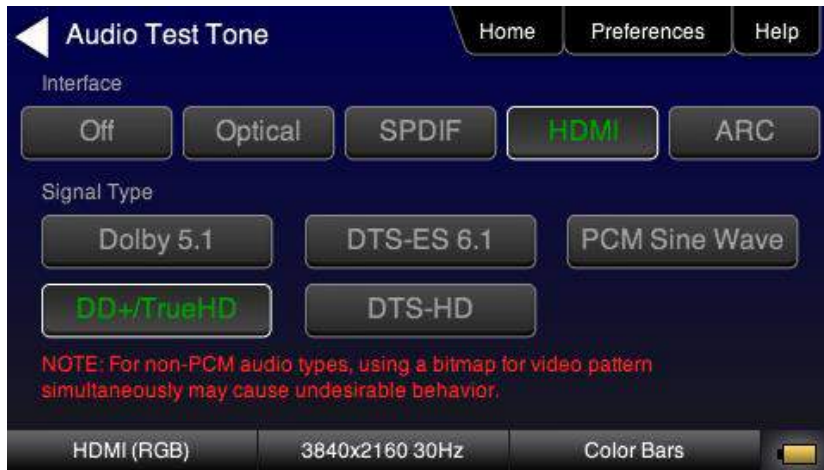 Audio Test Tone
Home Preferences Help
Interface
Off Optical SPDIF HDMI ARC
Signal Type
Dolby 5.1 DTS-ES 6.1 PCM Sine Wave
DD+/TrueHD DTS-HD
NOTE: For non-PCM audio types, using a bitmap for video pattern
simultaneously may cause undesirable behavior.
HDMI (RGB) 3840x2160 30Hz Color Bars